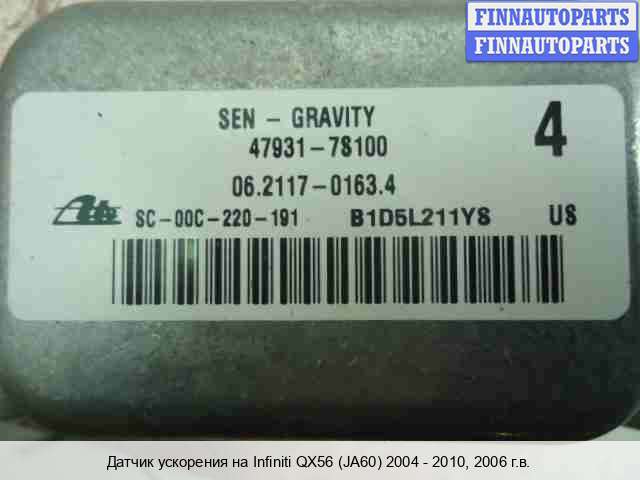 FINNAUTOPARTS
FINNAUTOPARTS
SEN - GRAVITY
47931-7S100
4
06.2117-0163.4
Ate SC-00C-220-191 B1D5L211YS US
Датчик ускорения на Infiniti QX56 (JA60) 2004 - 2010, 2006 г.в.